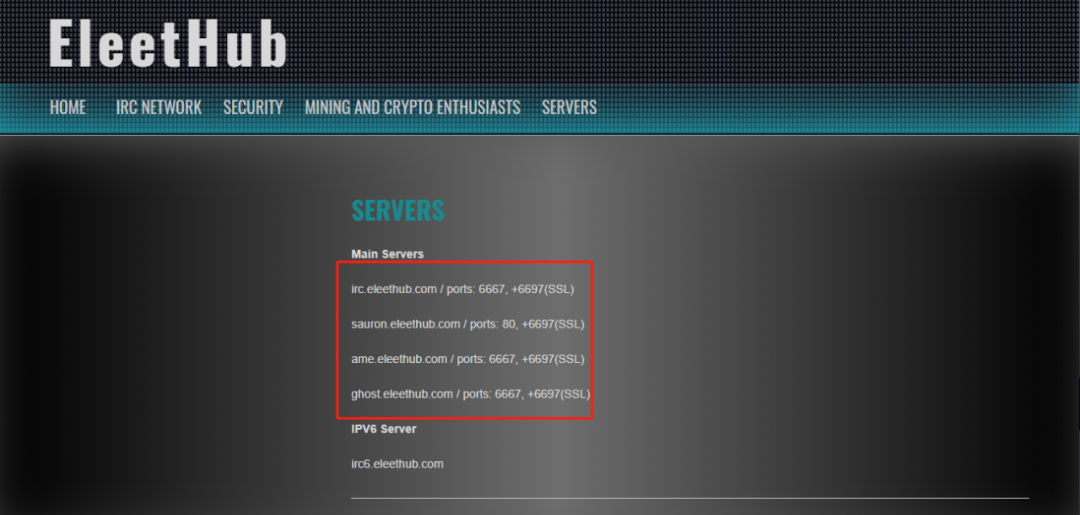 EleetHub
HOME IRC NETWORK SECURITY MINING AND CRYPTO ENTHUSIASTS SERVERS
SERVERS
Main Servers
irc.eleethub.com / ports: 6667, +6697(SSL)
sauron.eleethub.com / ports: 80, +6697(SSL)
ame.eleethub.com / ports: 6667, +6697(SSL)
ghost.eleethub.com / ports: 6667, +6697(SSL)
IPV6 Server
irc6.eleethub.com